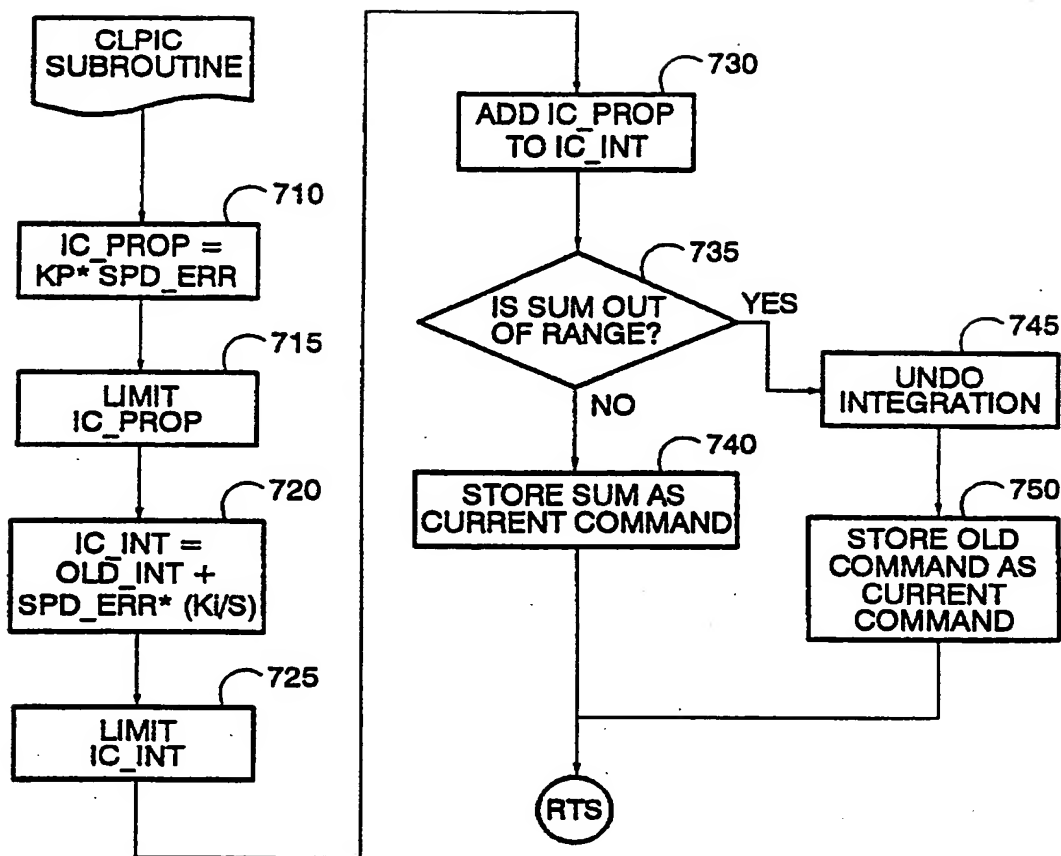 CLPIC
SUBROUTINE
710
IC_PROP =
KP* SPD_ERR
715
LIMIT
IC_PROP
720
IC_INT =
OLD_INT +
SPD_ERR* (Ki/S)
725
LIMIT
IC_INT
730
ADD IC_PROP
TO IC_INT
735
IS SUM OUT
OF RANGE?
YES
NO
745
UNDO
INTEGRATION
740
STORE SUM AS
CURRENT COMMAND
750
STORE OLD
COMMAND AS
CURRENT
COMMAND
RTS